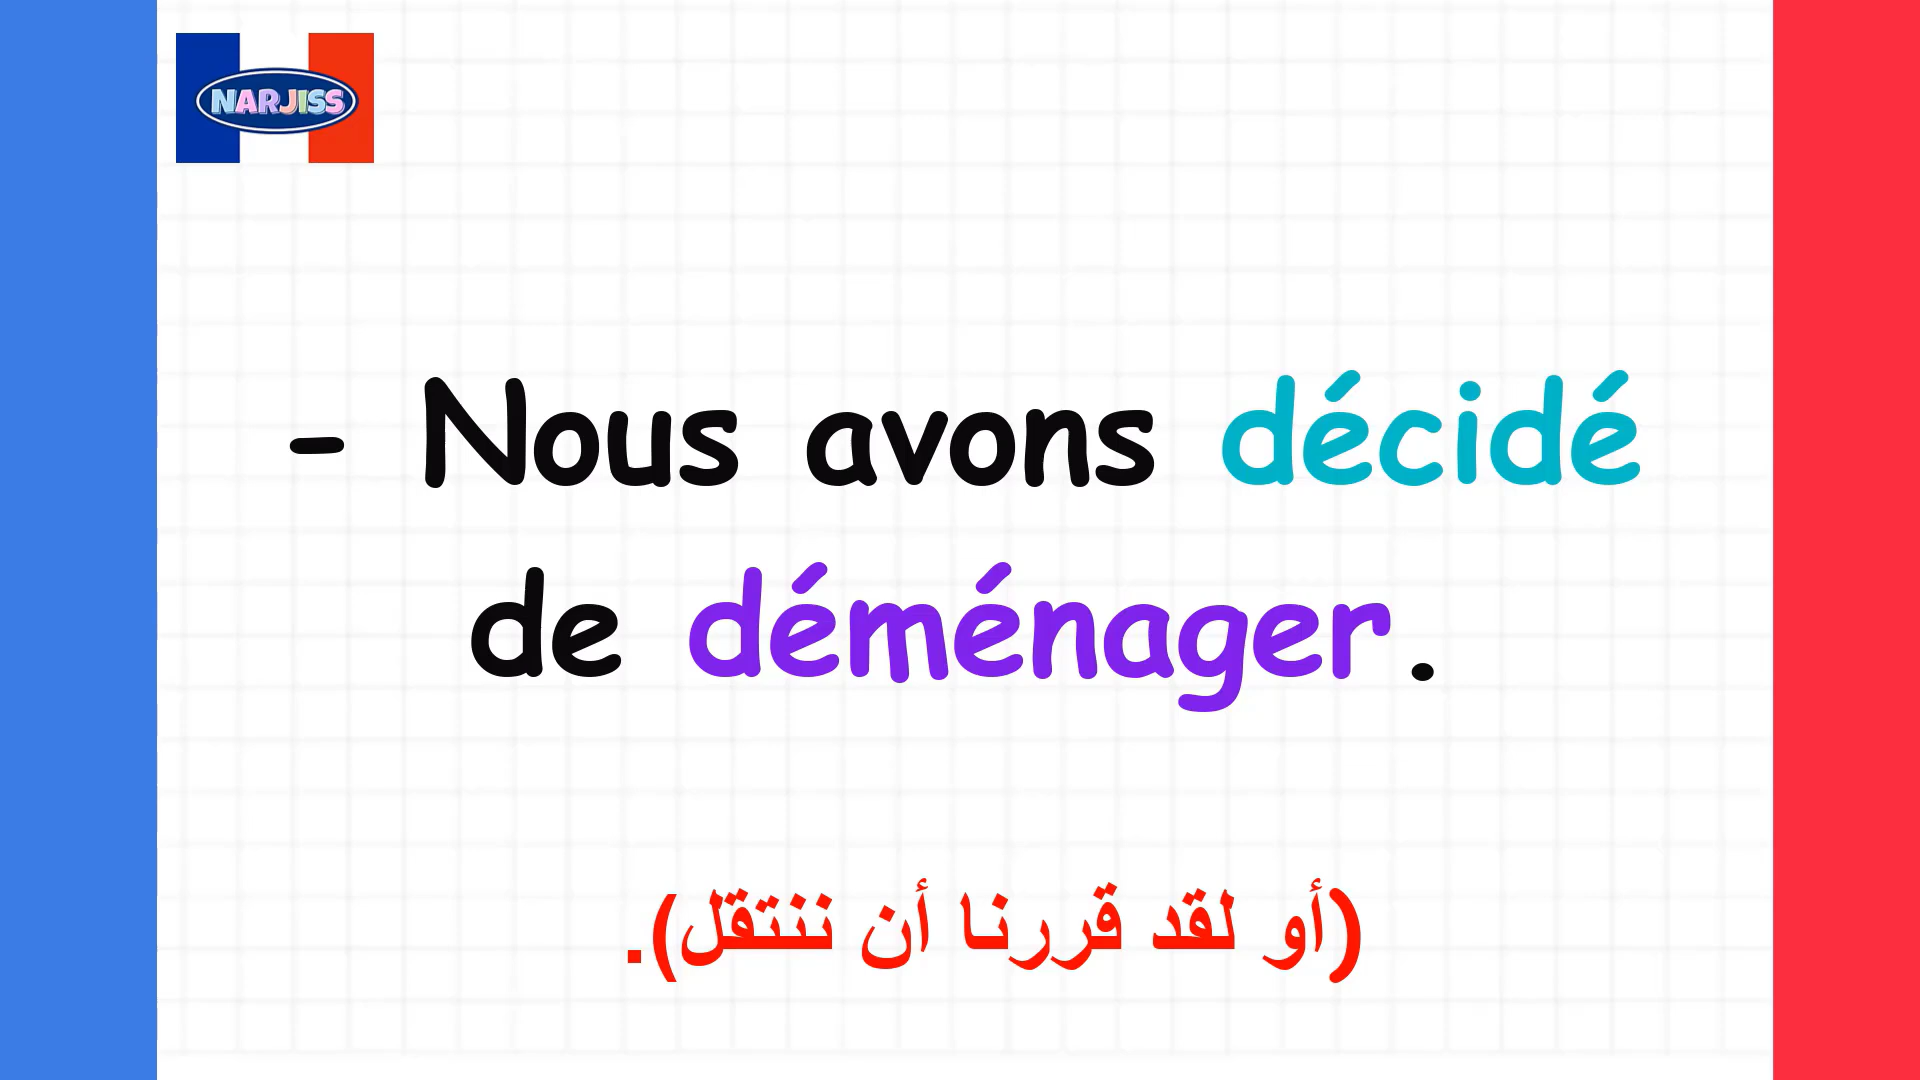 NARJISS
- Nous avons décidé
de déménager.
(أو لقد قررنا أن ننتقل).